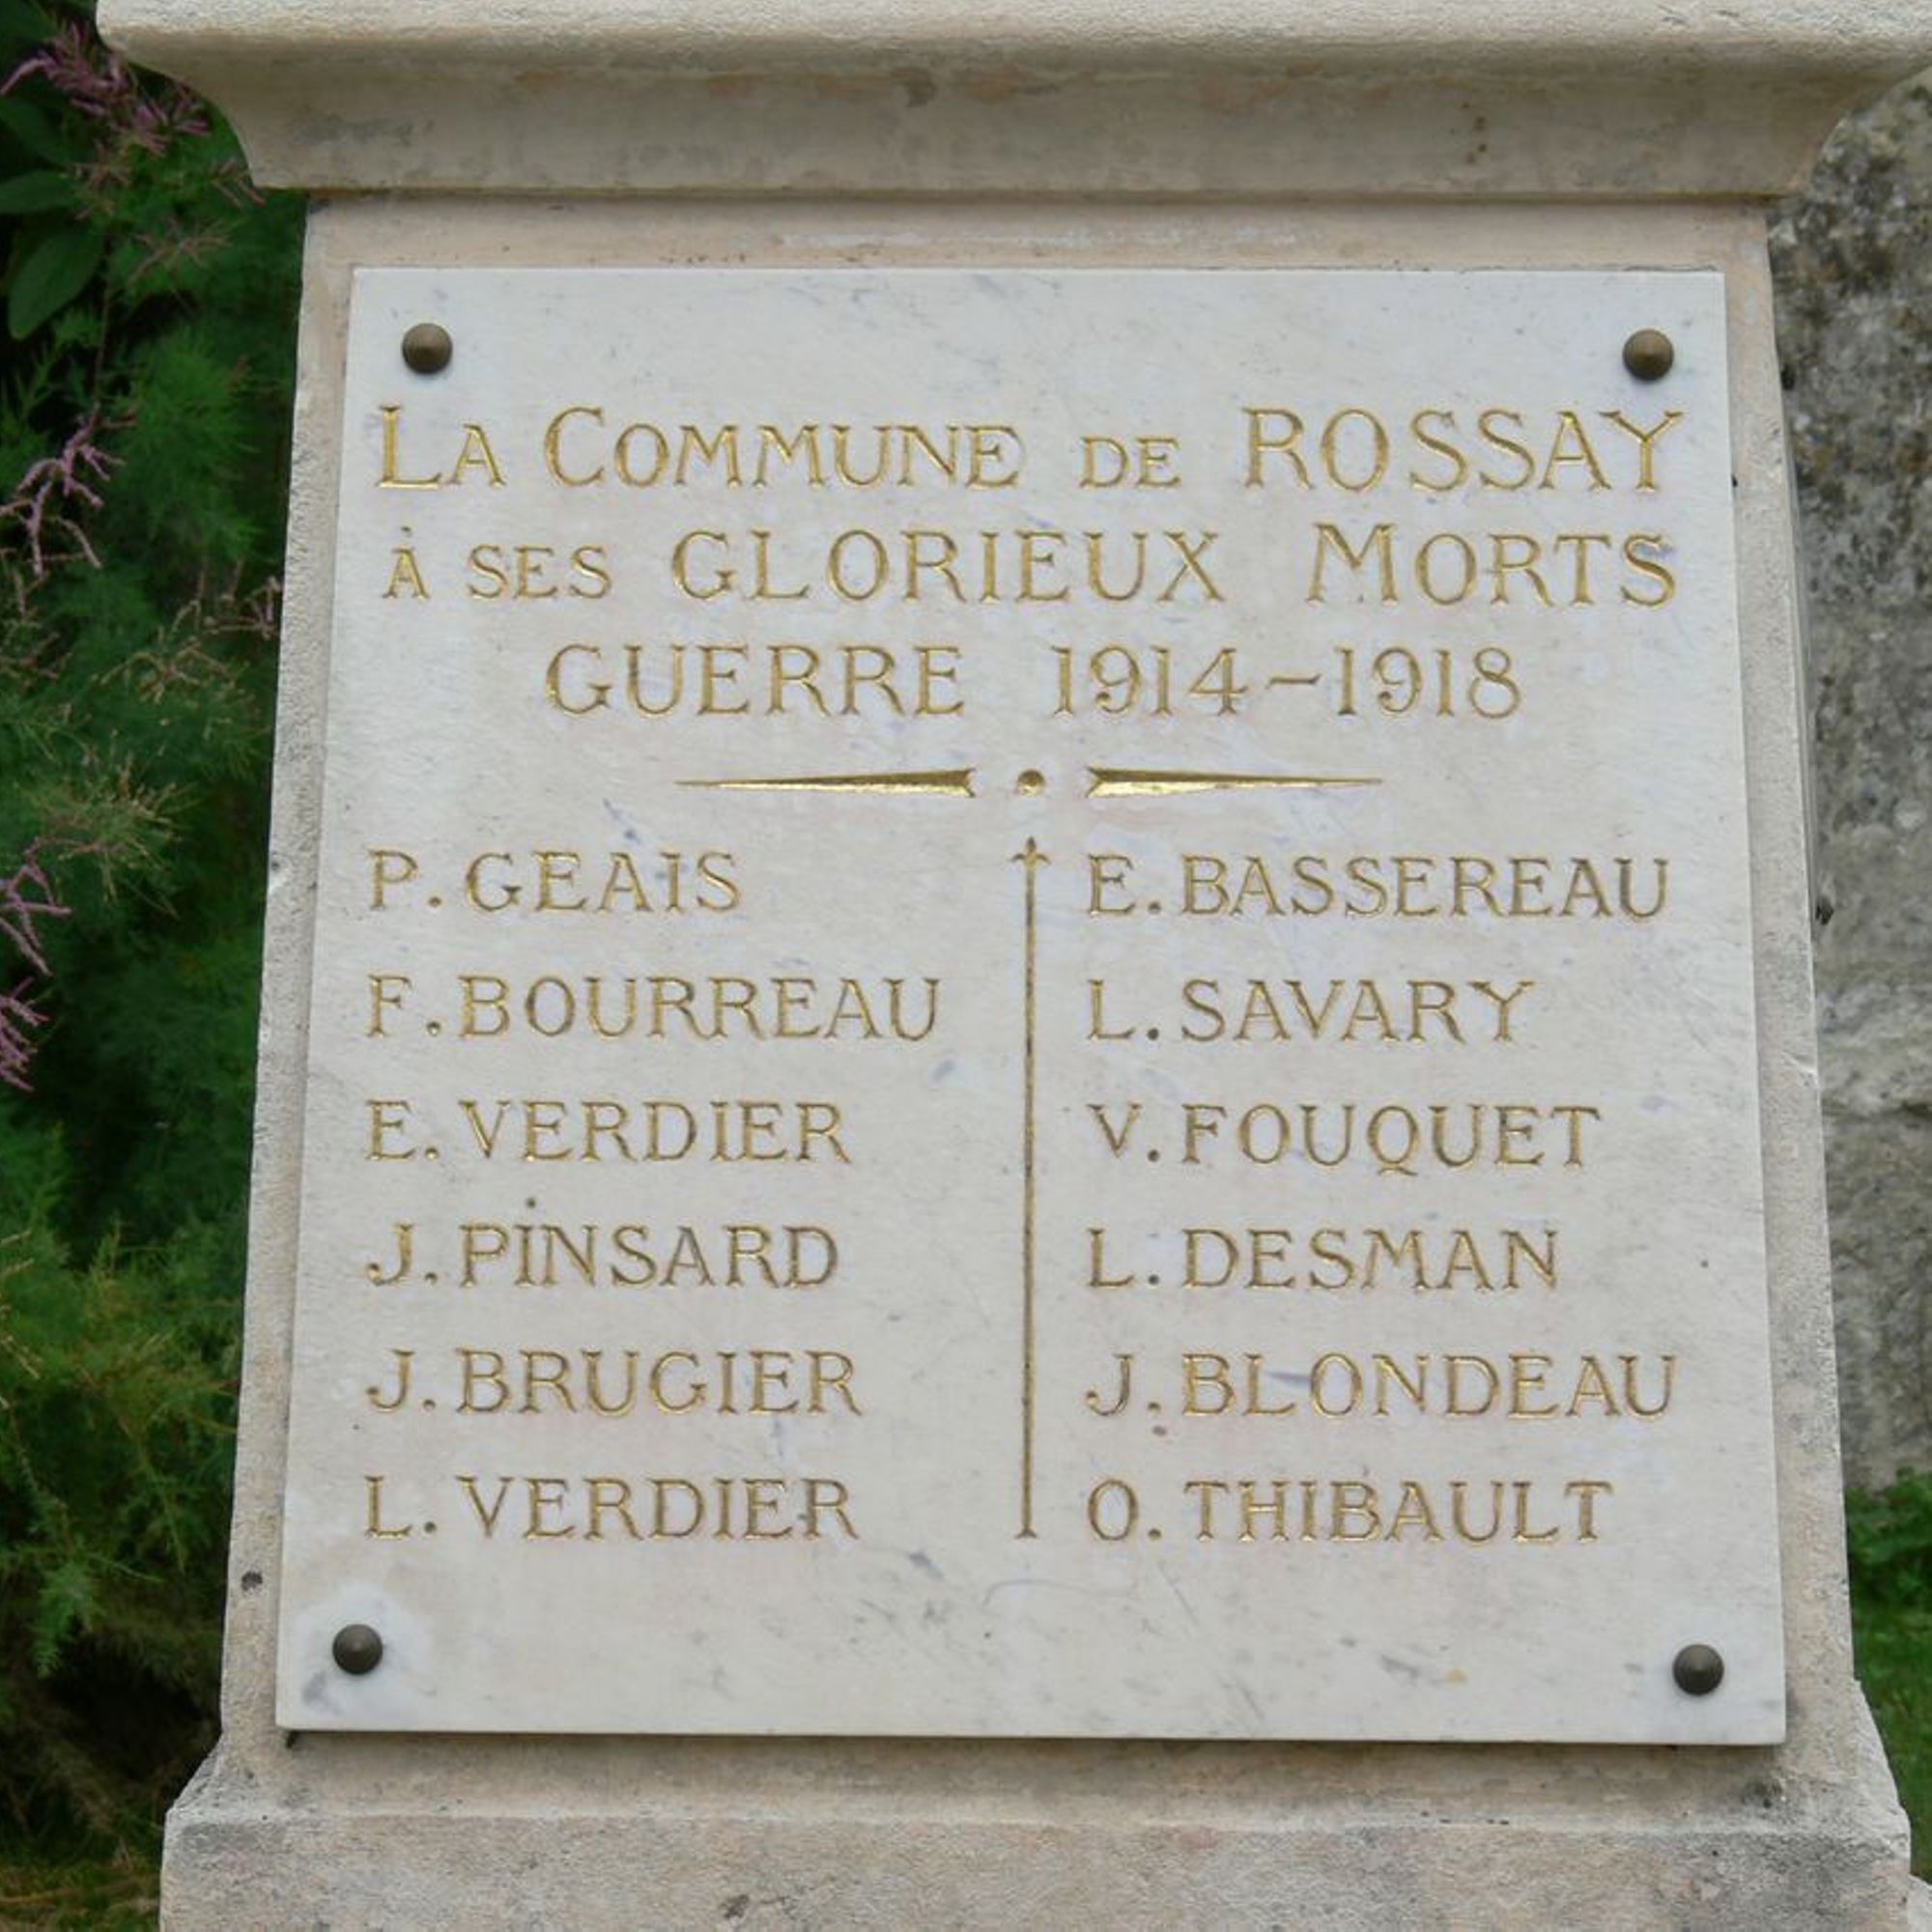 LA COMMUNE DE ROSSAY
À SES GLORIEUX MORTS
GUERRE 1914-1918
P. GEAIS
F. BOURREAU
E. VERDIER
J. PINSARD
J. BRUGIER
L. VERDIER
E. BASSEREAU
L. SAVARY
V. FOUQUET
L. DESMAN
J. BLONDEAU
O. THIBAULT